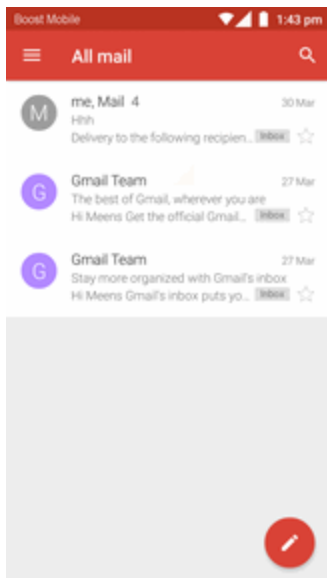 Boost Mobile 1:43 pm
All mail
M me, Mail 4 30 Mar
Hhh
Delivery to the following recipien... Inbox
G Gmail Team 27 Mar
The best of Gmail, wherever you are
Hi Meens Get the official Gmail... Inbox
G Gmail Team 27 Mar
Stay more organized with Gmail's inbox
Hi Meens Gmail's inbox puts yo... Inbox